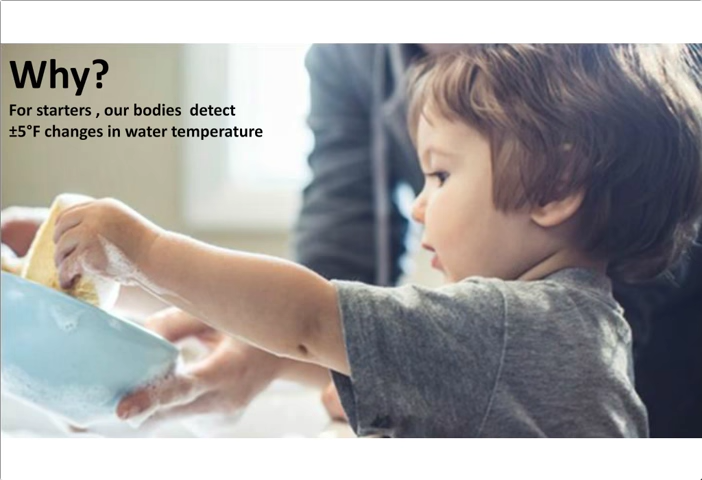 Why?
For starters , our bodies  detect
±5°F changes in water temperature